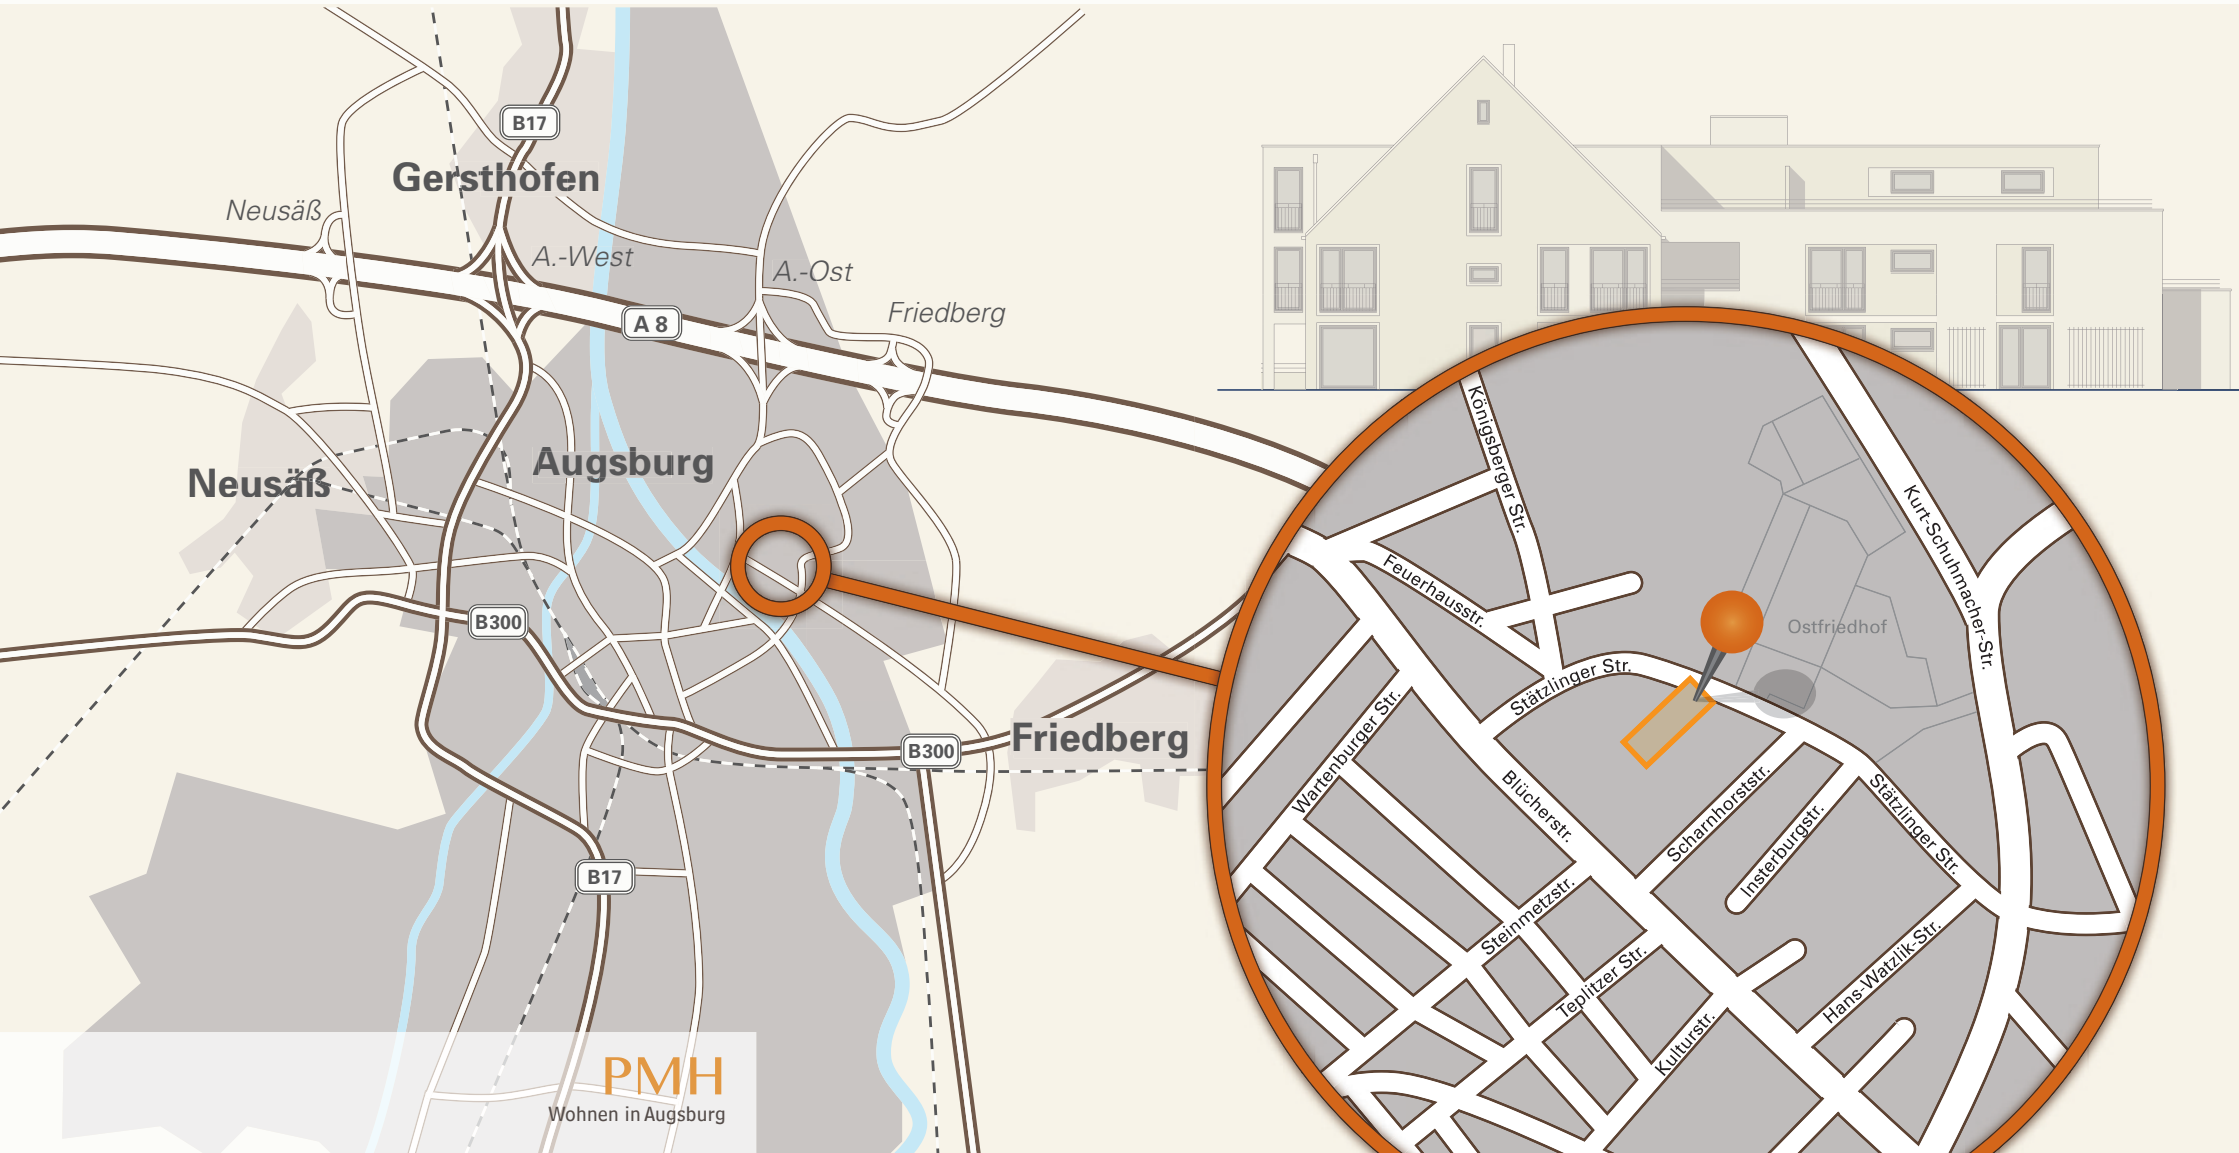 B17
Gersthofen
Neusäß
A.-West
A.-Ost
Friedberg
A 8
Augsburg
Neusäß
B300
B300
Friedberg
B17
PMH
Wohnen in Augsburg
Königsberger Str.
Kurt-Schuhmacher-Str.
Feuerhausstr.
Ostfriedhof
Stätzlinger Str.
Wartenburger Str.
Blücherstr.
Scharnhorststr.
Insterburgstr.
Stätzlinger Str.
Steinmetzstr.
Teplitzer Str.
Hans-Watzlik-Str.
Kulturstr.